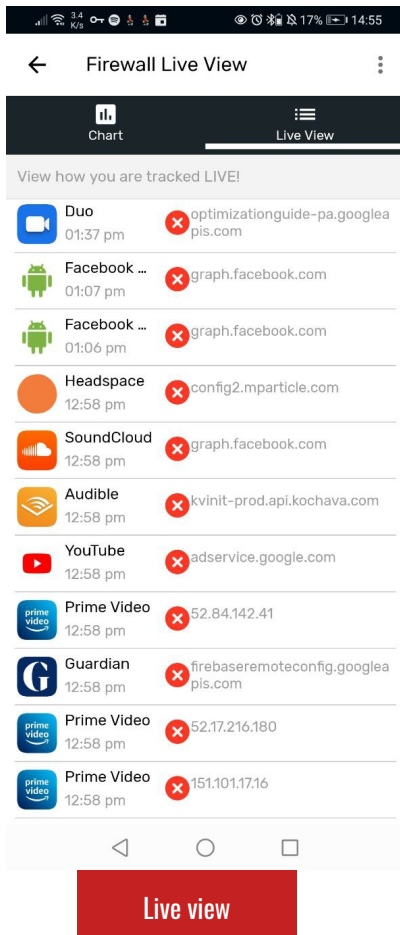 3.4
K/s
17%
14:55
Firewall Live View
Chart
Live View
View how you are tracked LIVE!
Duo
01:37 pm
optimizationguide-pa.googlea
pis.com
Facebook ...
01:07 pm
graph.facebook.com
Facebook ...
01:06 pm
graph.facebook.com
Headspace
12:58 pm
config2.mparticle.com
SoundCloud
12:58 pm
graph.facebook.com
Audible
12:58 pm
kvinit-prod.api.kochava.com
YouTube
12:58 pm
adservice.google.com
prime
video
Prime Video
12:58 pm
52.84.142.41
G
Guardian
12:58 pm
firebaseremoteconfig.googlea
pis.com
prime
video
Prime Video
12:58 pm
52.17.216.180
prime
video
Prime Video
12:58 pm
151.101.17.16
Live view